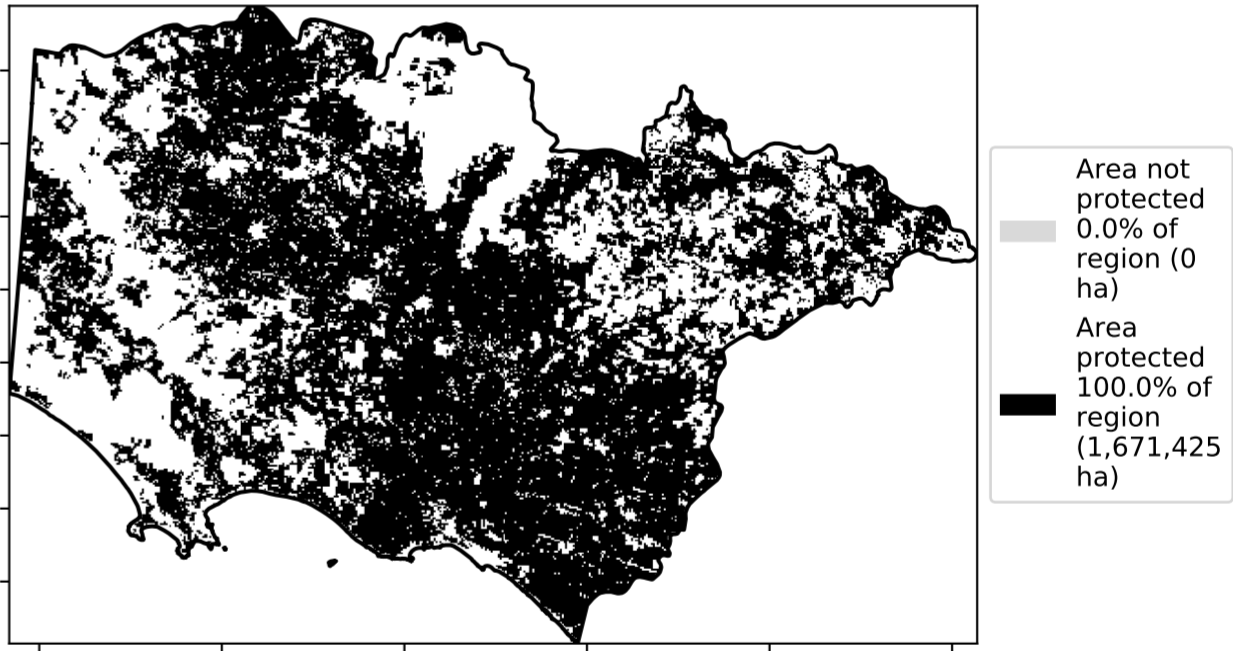 Area not
protected
0.0% of
region (0
ha)
Area
protected
100.0% of
region
(1,671,425
ha)